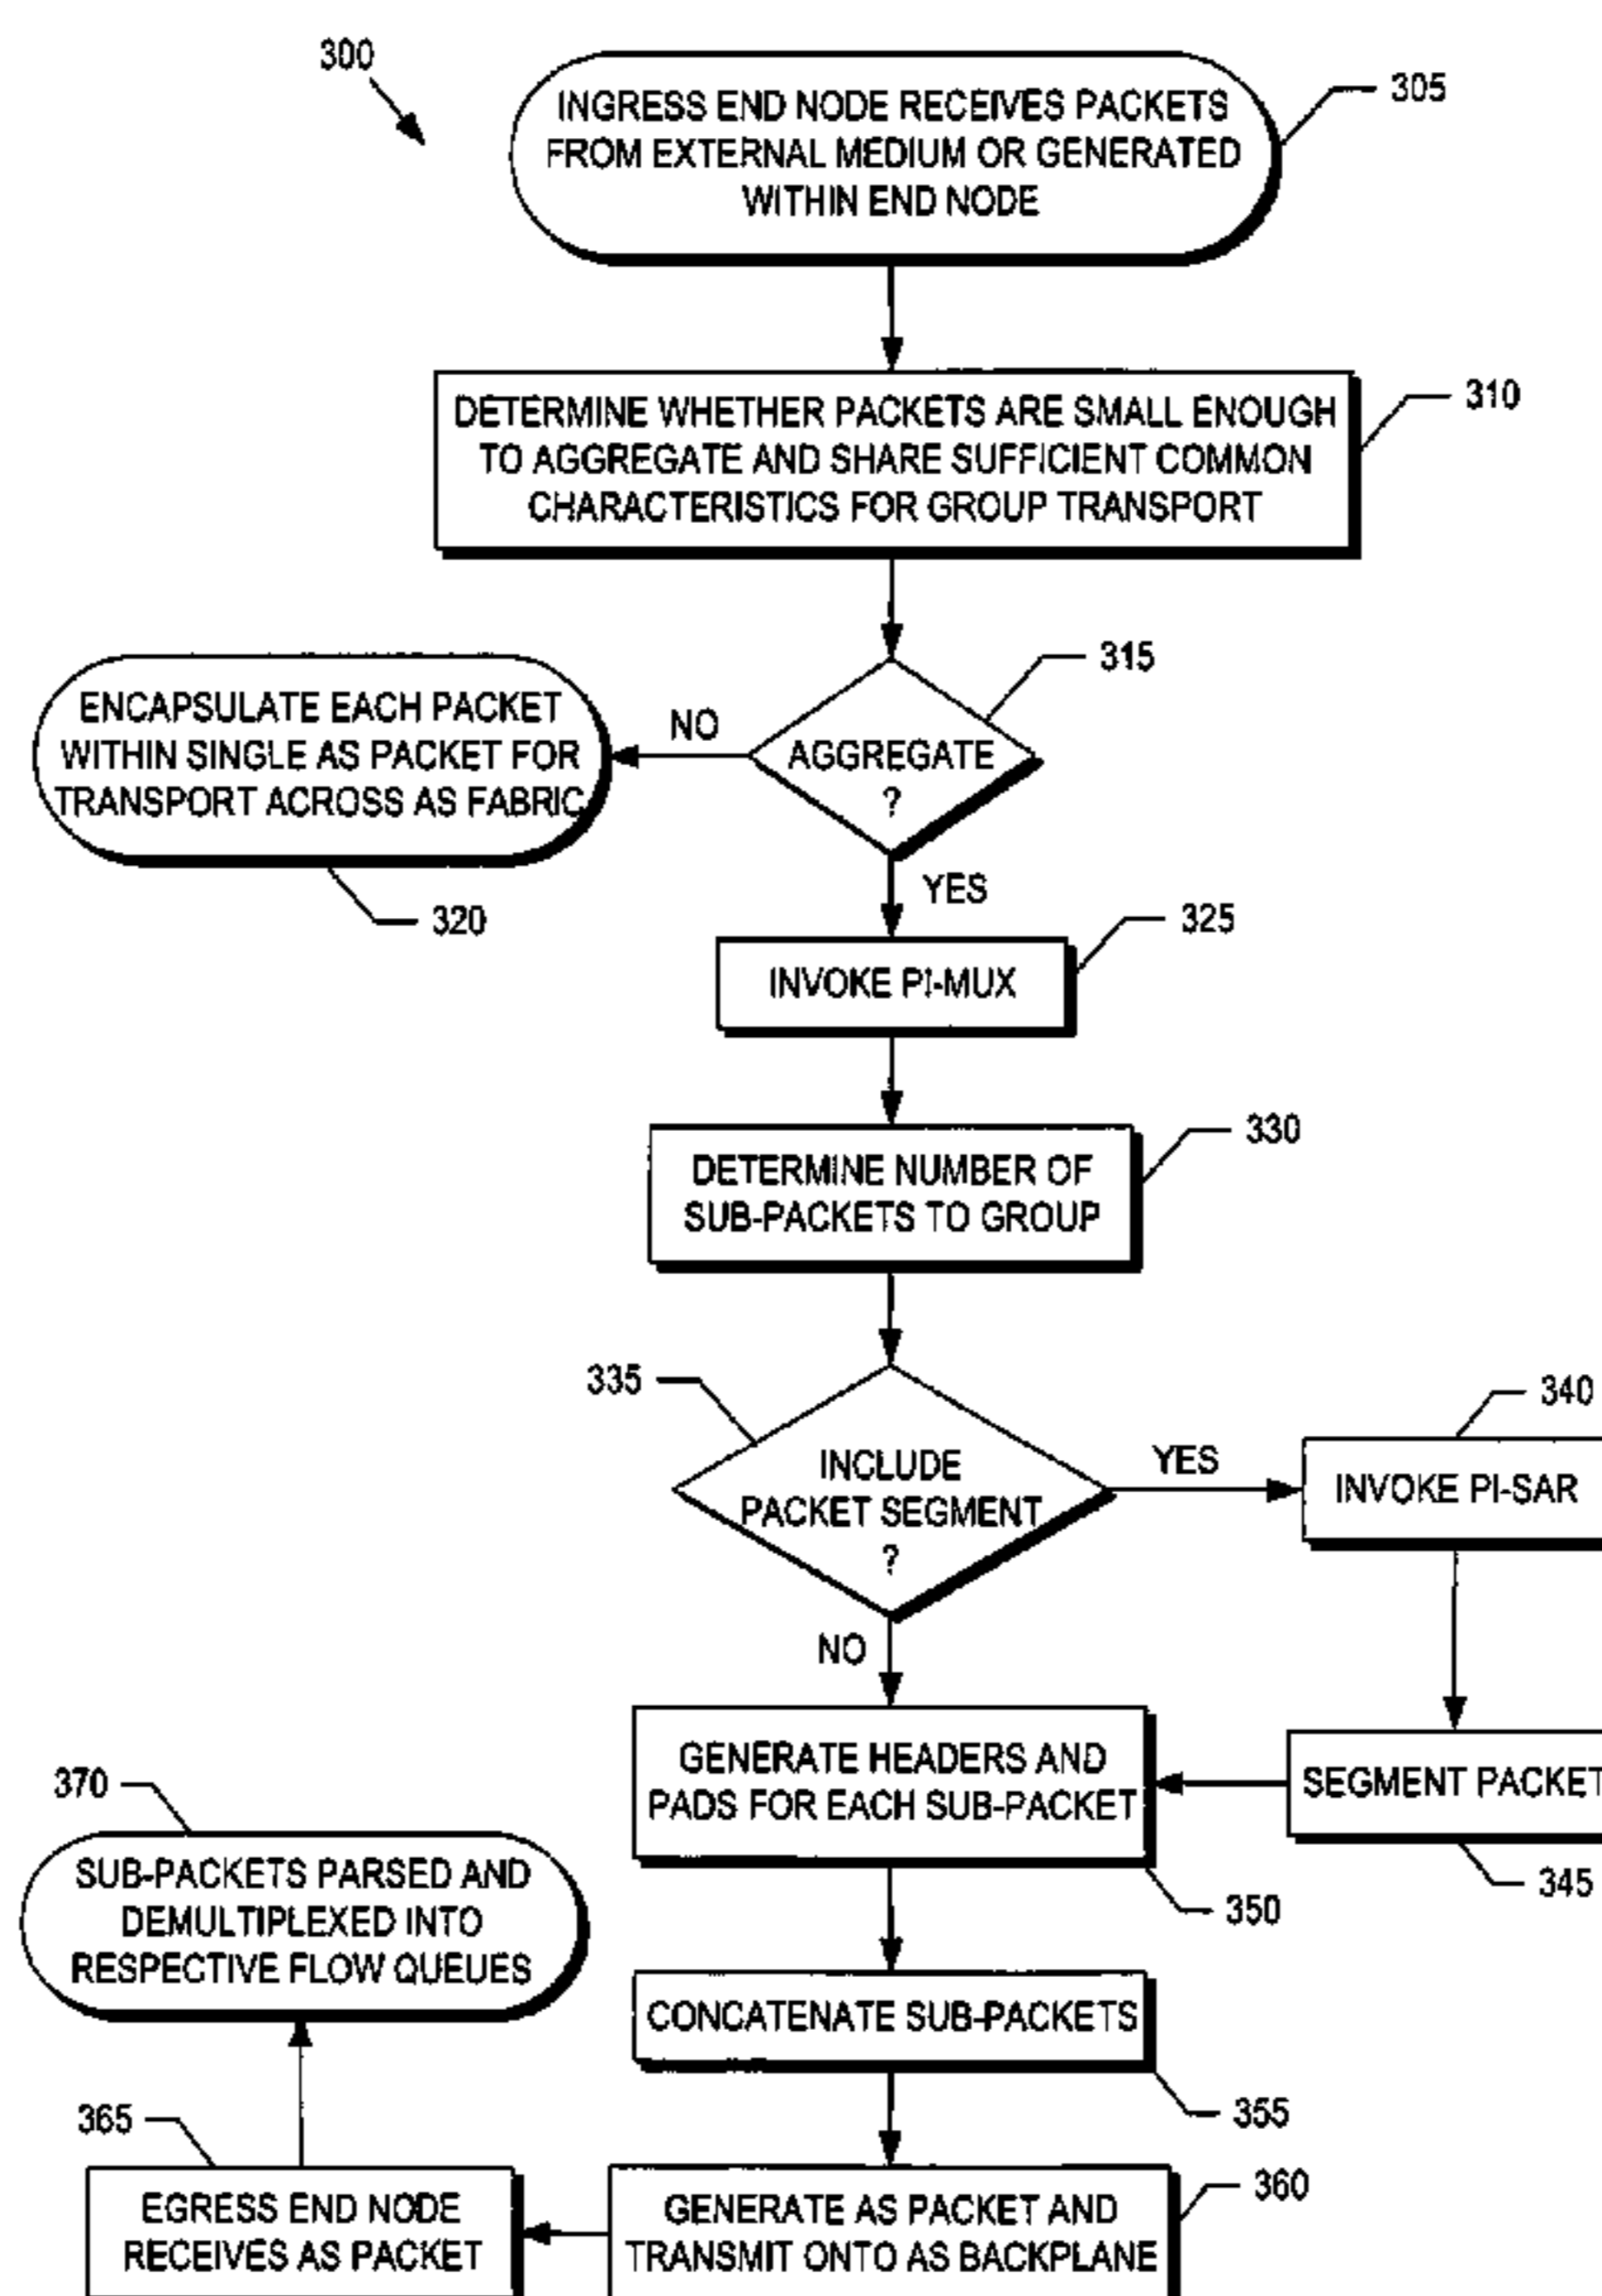 300
305
INGRESS END NODE RECEIVES PACKETS
FROM EXTERNAL MEDIUM OR GENERATED
WITHIN END NODE
310
DETERMINE WHETHER PACKETS ARE SMALL ENOUGH
TO AGGREGATE AND SHARE SUFFICIENT COMMON
CHARACTERISTICS FOR GROUP TRANSPORT
315
AGGREGATE
?
NO
ENCAPSULATE EACH PACKET
WITHIN SINGLE AS PACKET FOR
TRANSPORT ACROSS AS FABRIC
320
YES
325
INVOKE PI-MUX
330
DETERMINE NUMBER OF
SUB-PACKETS TO GROUP
335
INCLUDE
PACKET SEGMENT
?
YES
340
INVOKE PI-SAR
NO
SEGMENT PACKET
345
GENERATE HEADERS AND
PADS FOR EACH SUB-PACKET
350
370
SUB-PACKETS PARSED AND
DEMULTIPLEXED INTO
RESPECTIVE FLOW QUEUES
CONCATENATE SUB-PACKETS
355
365
EGRESS END NODE
RECEIVES AS PACKET
360
GENERATE AS PACKET AND
TRANSMIT ONTO AS BACKPLANE